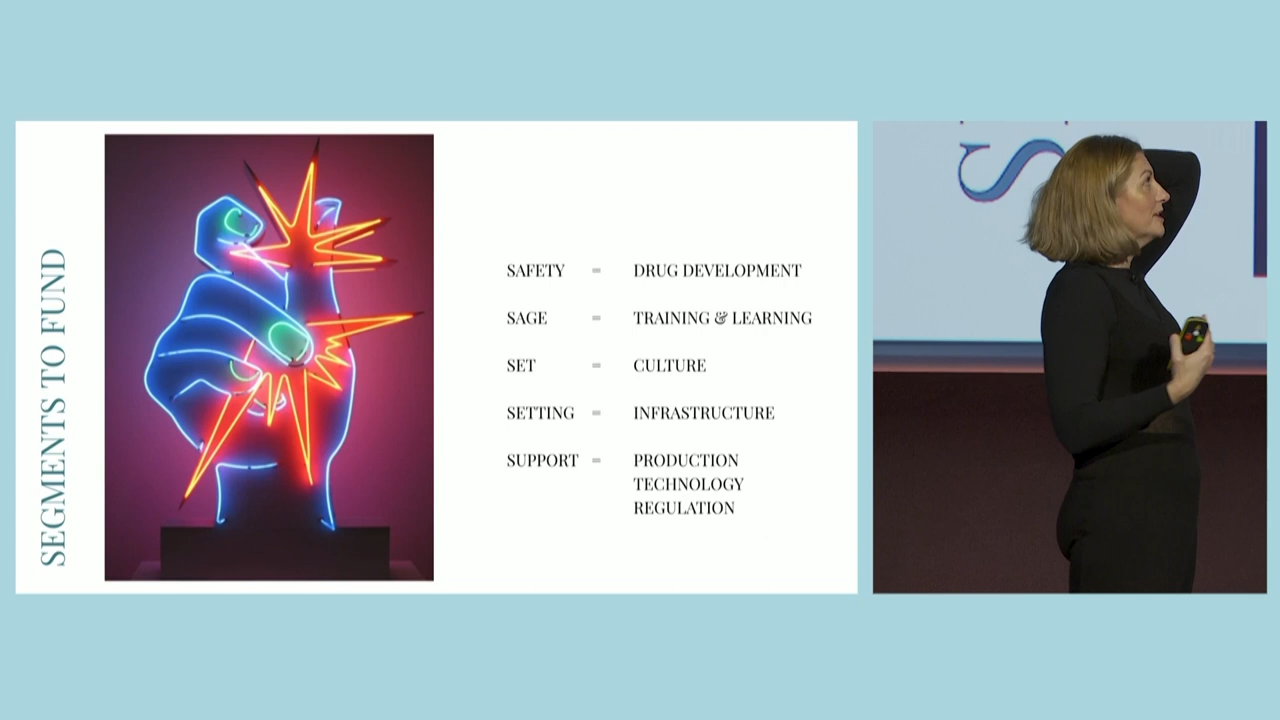 SEGMENTS TO FUND
SAFETY = DRUG DEVELOPMENT
SAGE = TRAINING & LEARNING
SET = CULTURE
SETTING = INFRASTRUCTURE
SUPPORT = PRODUCTION
TECHNOLOGY
REGULATION
S